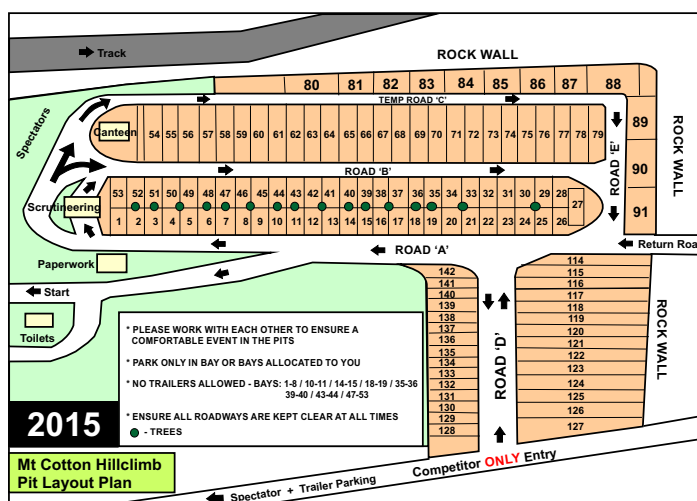 Track
ROCK WALL
80 81 82 83 84 85 86 87 88
TEMP ROAD 'C'
Spectators
Canteen
54 55 56 57 58 59 60 61 62 63 64 65 66 67 68 69 70 71 72 73 74 75 76 77 78 79
89
90
91
ROCK WALL
ROAD 'E'
ROAD 'B'
53 52 51 50 49 48 47 46 45 44 43 42 41 40 39 38 37 36 35 34 33 32 31 30 29 28
27
Scrutineering
1 2 3 4 5 6 7 8 9 10 11 12 13 14 15 16 17 18 19 20 21 22 23 24 25 26
ROAD 'A'
Return Roa
Paperwork
Start
Toilets
142
141
140
139
138
137
136
135
134
133
132
131
130
129
128
ROAD 'D'
114
115
116
117
118
119
120
121
122
123
124
125
126
127
ROCK WALL
* PLEASE WORK WITH EACH OTHER TO ENSURE A
COMFORTABLE EVENT IN THE PITS
* PARK ONLY IN BAY OR BAYS ALLOCATED TO YOU
* NO TRAILERS ALLOWED - BAYS: 1-8 / 10-11 / 14-15 / 18-19 / 35-36
39-40 / 43-44 / 47-53
* ENSURE ALL ROADWAYS ARE KEPT CLEAR AT ALL TIMES
- TREES
2015
Mt Cotton Hillclimb
Pit Layout Plan
Competitor ONLY Entry
Spectator + Trailer Parking